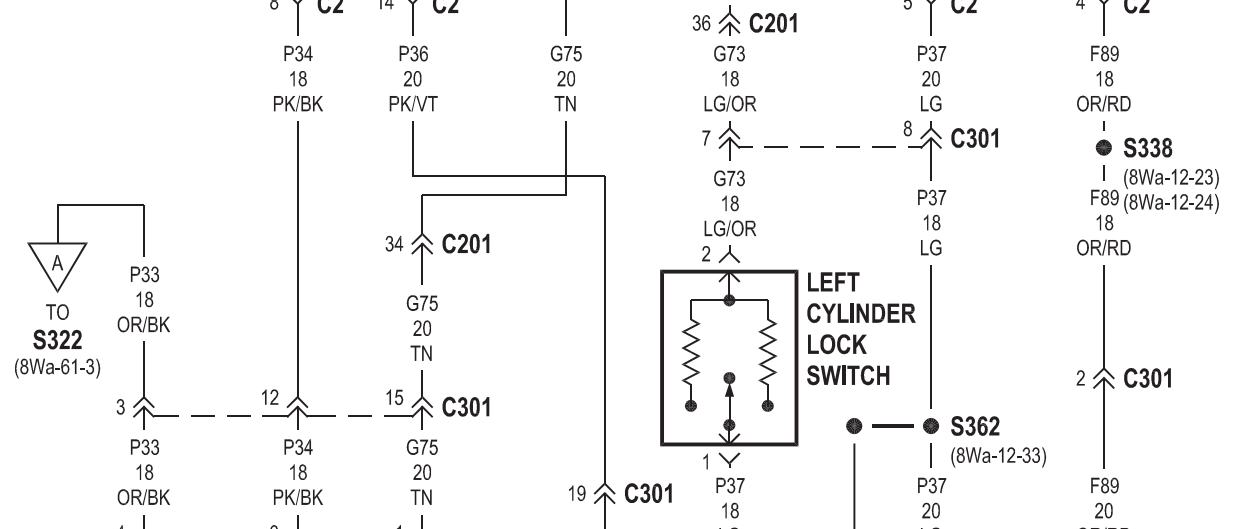 8 C2 14 C2 5 C2 4 C2
36 C201
P34 P36 G75 G73 P37 F89
18 20 20 18 20 18
PK/BK PK/VT TN LG/OR LG OR/RD
7 8 C301
S338
(8Wa-12-23)
G73 P37 F89 (8Wa-12-24)
18 18 18
LG/OR LG OR/RD
34 C201
2
A
P33
18
OR/BK
TO
S322
(8Wa-61-3)
G75
20
TN
LEFT
CYLINDER
LOCK
SWITCH
2 C301
3 12 15 C301
S362
(8Wa-12-33)
P33 P34 G75
18 18 20
OR/BK PK/BK TN
1
19 C301
P37 P37 F89
18 20 20